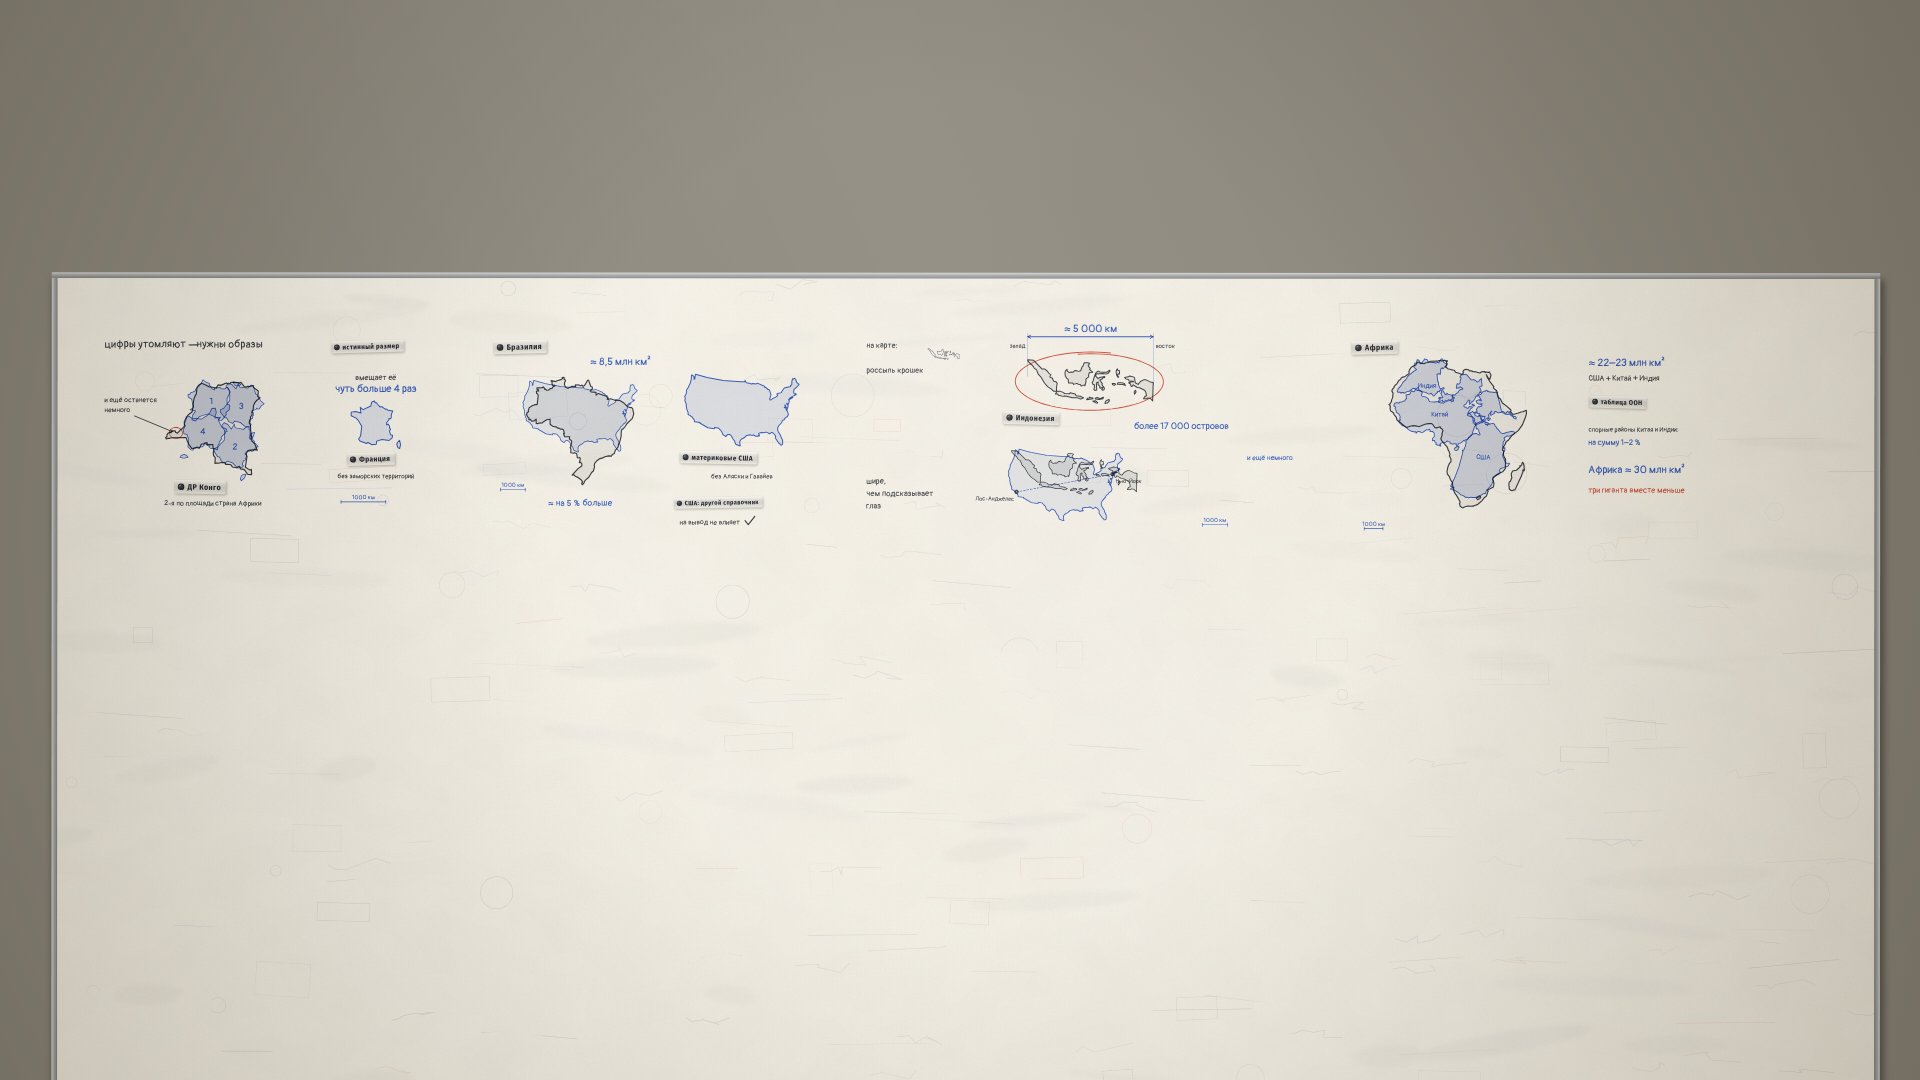 цифры утомляют —нужны образы
и ещё останется
немного
1
3
4
2
ДР Конго
2-я по площади страна Африки
истинный размер
вмещает её
чуть больше 4 раз
Франция
без заморских территорий
1000 км
Бразилия
≈ 8,5 млн км²
1000 км
≈ на 5 % больше
материковые США
без Аляски и Гавайев
США: другой справочник
на вывод не влияет
на карте:
россыпь крошек
шире,
чем подсказывает
глаз
≈ 5 000 км
запад
восток
Индонезия
более 17 000 островов
Лос-Анджелес
и ещё немного
1000 км
Африка
Индия
Китай
США
1000 км
≈ 22–23 млн км²
США + Китай + Индия
таблица ООН
спорные районы Китая и Индии:
на сумму 1–2 %
Африка ≈ 30 млн км²
три гиганта вместе меньше